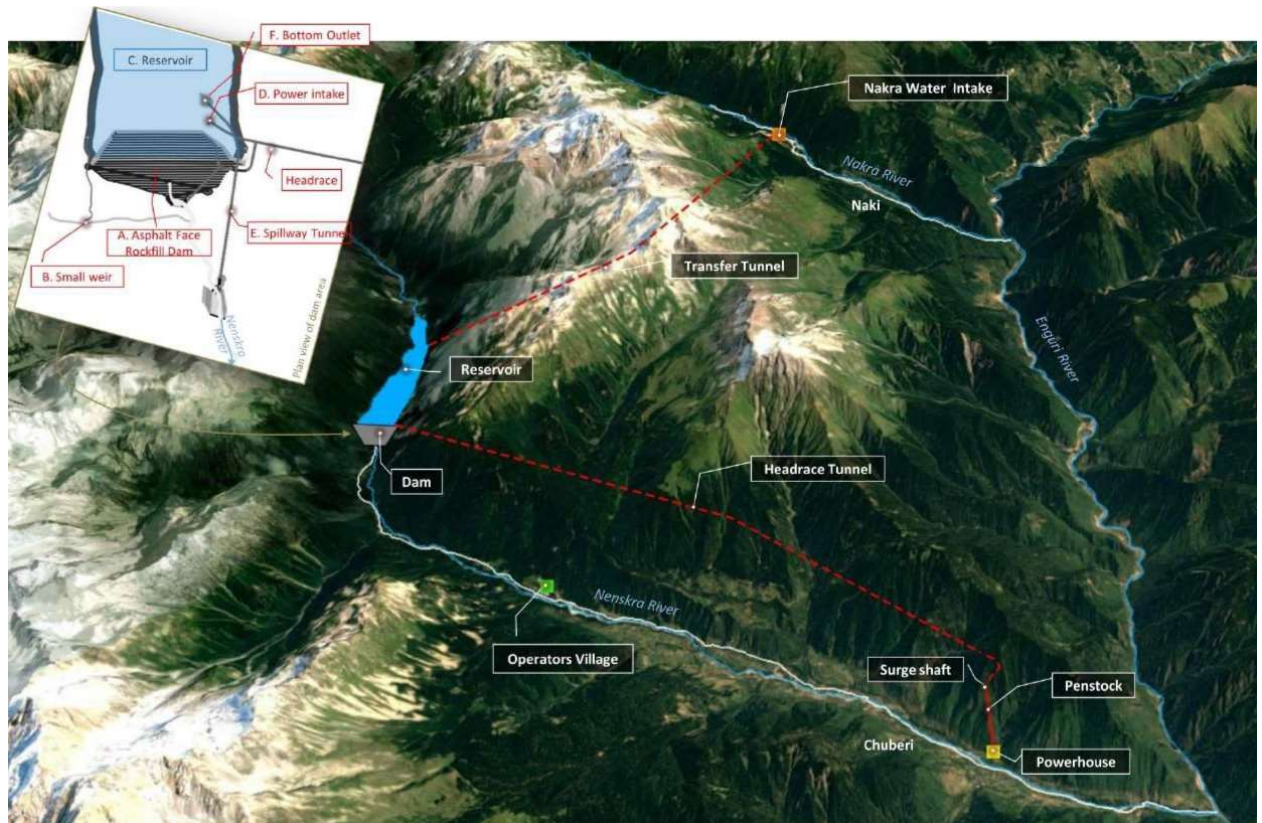 F. Bottom Outlet
C. Reservoir
D. Power intake
Headrace
E. Spillway Tunnel
A. Asphalt Face
Rockfill Dam
B. Small weir
Nenskra
River
Plan view of dam area
Nakra Water Intake
Nakra River
Naki
Transfer Tunnel
Enguri River
Reservoir
Headrace Tunnel
Dam
Nenskra River
Operators Village
Surge shaft
Penstock
Chuberi
Powerhouse